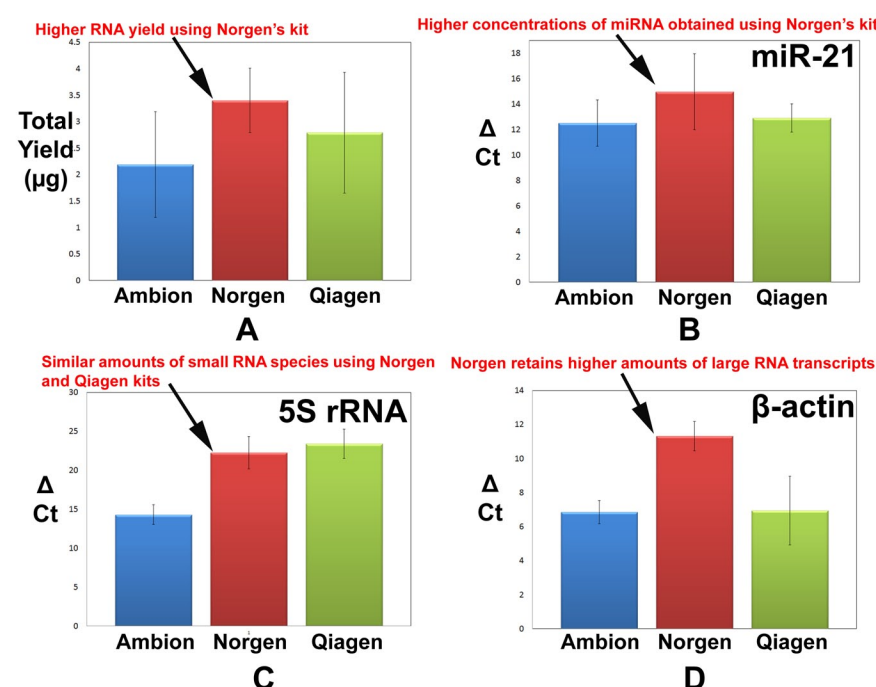 Higher RNA yield using Norgen's kit
4.5
4
3.5
3
2.5
2
1.5
1
0.5
0
Total
Yield
(µg)
Ambion Norgen Qiagen
A
Higher concentrations of miRNA obtained using Norgen's kit
miR-21
18
16
14
12
10
8
6
4
2
0
Δ
Ct
Ambion Norgen Qiagen
B
Similar amounts of small RNA species using Norgen
and Qiagen kits
5S rRNA
30
25
20
15
10
5
0
Δ
Ct
Ambion Norgen Qiagen
C
Norgen retains higher amounts of large RNA transcripts
β-actin
14
12
10
8
6
4
2
0
Δ
Ct
Ambion Norgen Qiagen
D